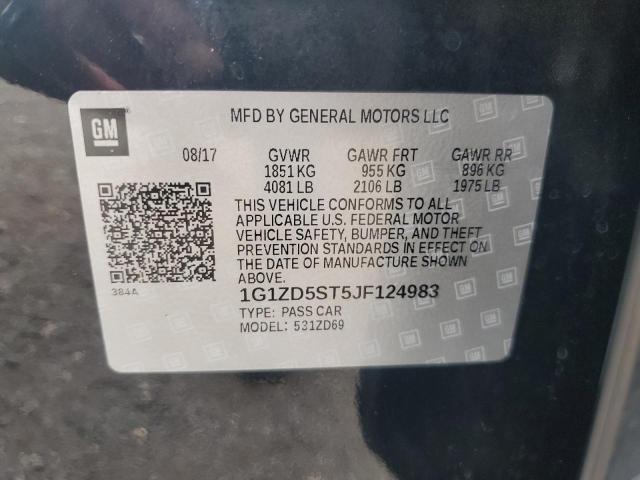 GM
MFD BY GENERAL MOTORS LLC
08/17 GVWR GAWR FRT GAWR RR
1851 KG 955 KG 896 KG
4081 LB 2106 LB 1975 LB
THIS VEHICLE CONFORMS TO ALL
APPLICABLE U.S. FEDERAL MOTOR
VEHICLE SAFETY, BUMPER, AND THEFT
PREVENTION STANDARDS IN EFFECT ON
THE DATE OF MANUFACTURE SHOWN
ABOVE.
384A
1G1ZD5ST5JF124983
TYPE: PASS CAR
MODEL: 531ZD69